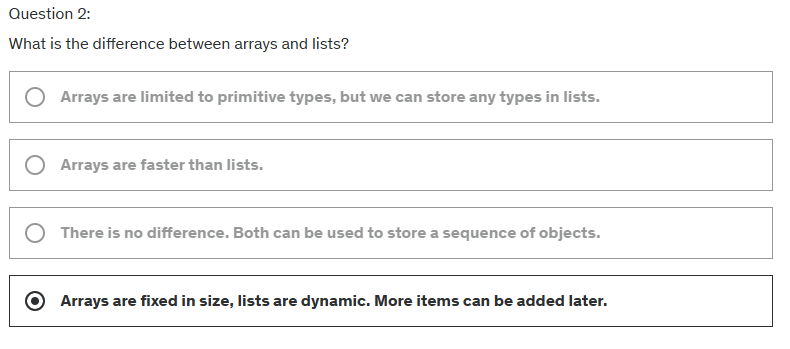 Question 2:
What is the difference between arrays and lists?
Arrays are limited to primitive types, but we can store any types in lists.
Arrays are faster than lists.
There is no difference. Both can be used to store a sequence of objects.
Arrays are fixed in size, lists are dynamic. More items can be added later.